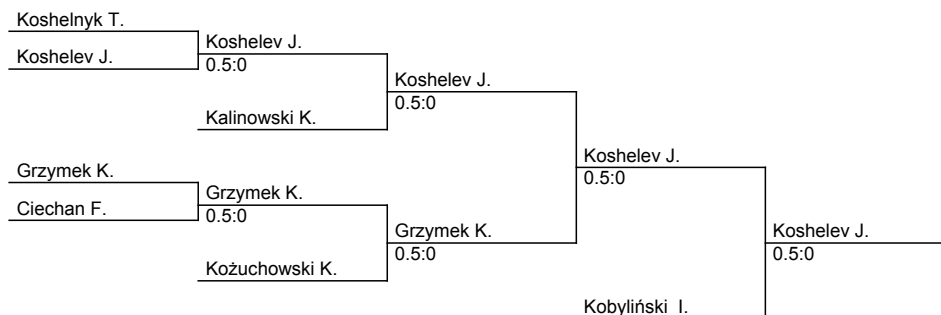 Koshelnyk T.
Koshelev J.
Koshelev J.
0.5:0
Koshelev J.
0.5:0
Kalinowski K.
Koshelev J.
0.5:0
Grzymek K.
Grzymek K.
Ciechan F.
0.5:0
Koshelev J.
0.5:0
Grzymek K.
0.5:0
Kożuchowski K.
Kobyliński I.